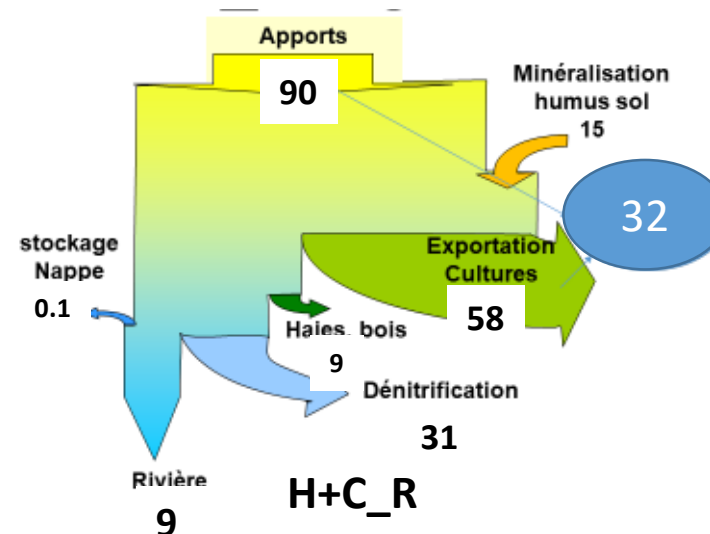 Apports
90
Minéralisation
humus sol
15
32
stockage
Nappe
0.1
Exportation
Cultures
58
Haies, bois
9
Dénitrification
31
Rivière
9
H+C_R